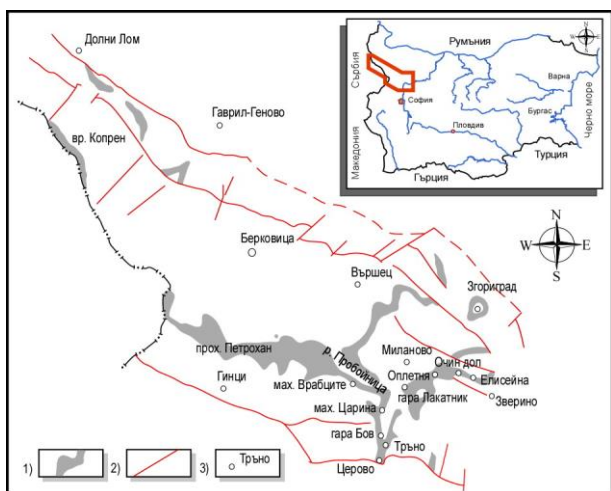 Долни Лом
Гаврил-Геново
вр. Копрен
Берковица
Вършец
Згориград
прох. Петрохан
р. Пробойница
Миланово
Очин дол
Оплетня
Елисейна
Гинци
мах. Врабците
гара Лакатник
Зверино
мах. Царина
гара Бов
Тръно
Церово
1)
2)
3)
Тръно
N
W
E
S
Румъния
Сърбия
Варна
София
Бургас
Черно море
Пловдив
Македония
Турция
Гърция
N
W
E
S